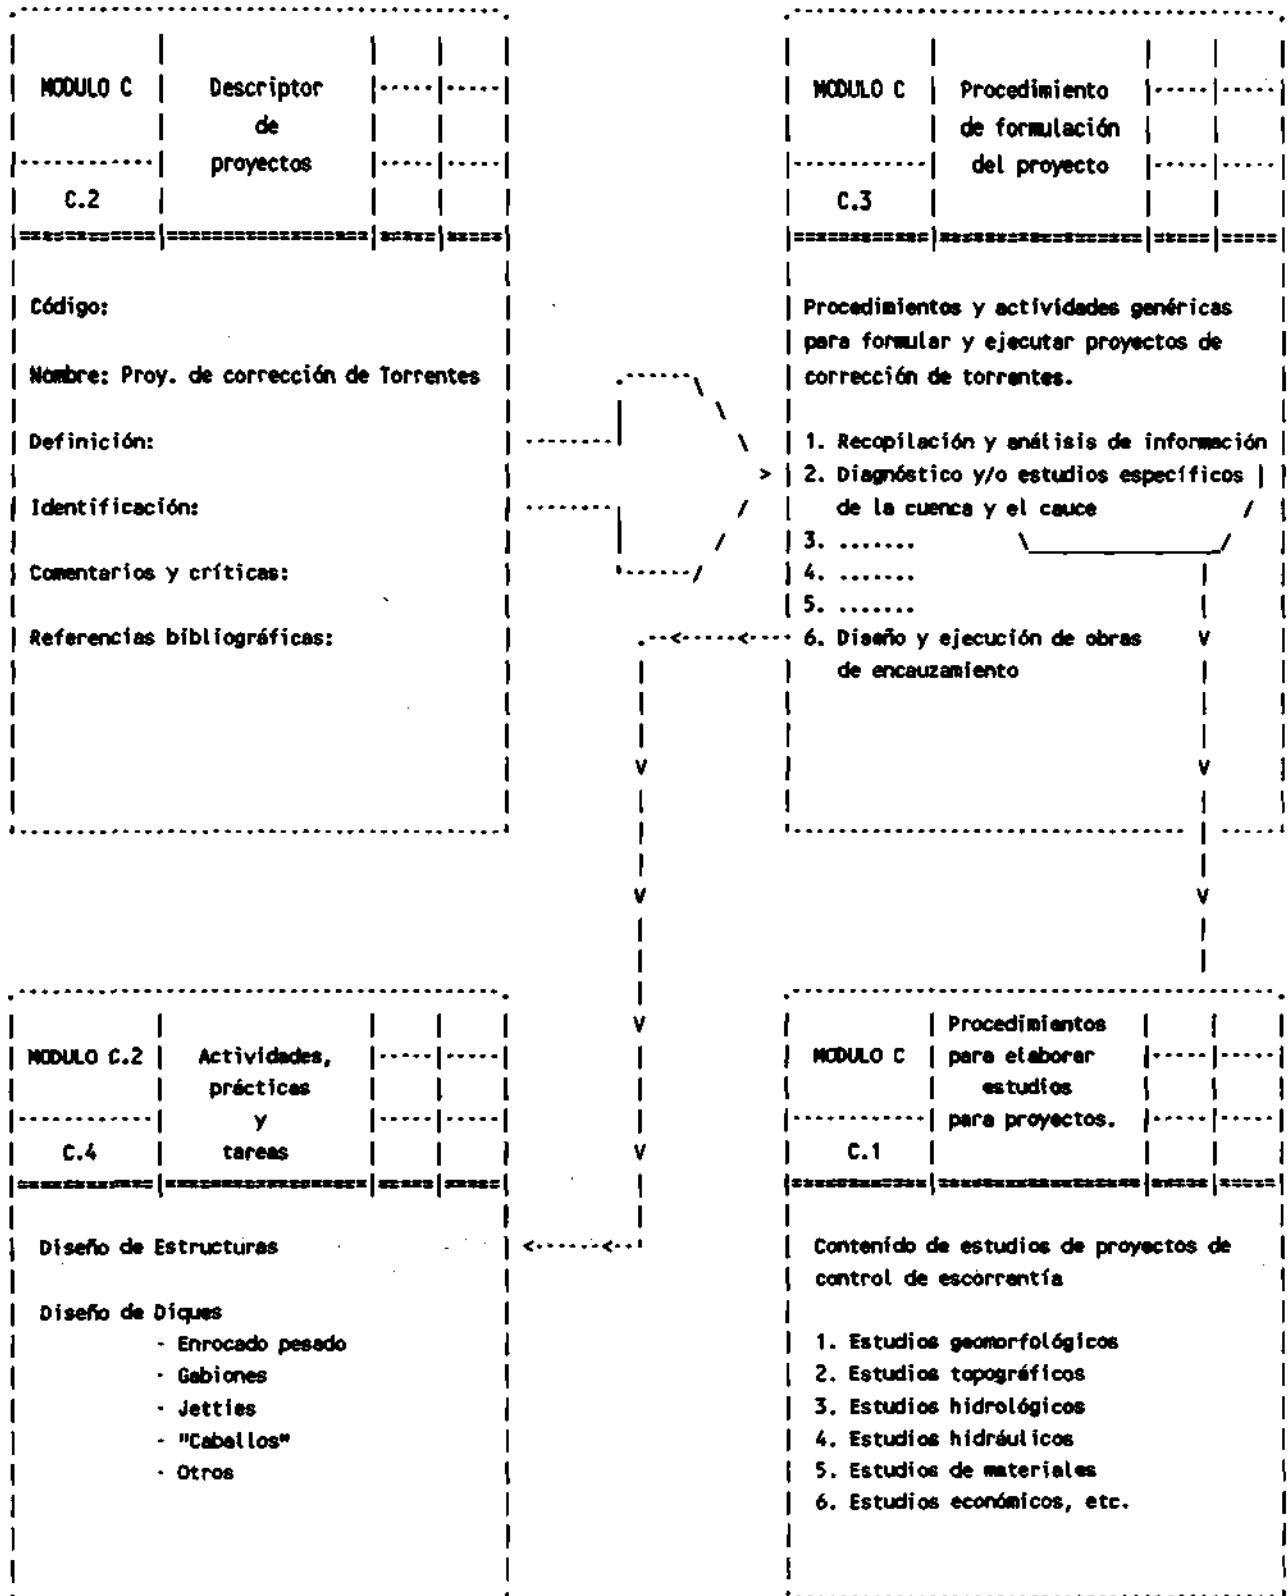 MODULO C
Descriptor
de
proyectos
C.2
Código:
Nombre: Proy. de corrección de Torrentes
Definición:
Identificación:
Comentarios y críticas:
Referencias bibliográficas:
MODULO C
Procedimiento
de formulación
del proyecto
C.3
Procedimientos y actividades genéricas
para formular y ejecutar proyectos de
corrección de torrentes.
1. Recopilación y análisis de información
2. Diagnóstico y/o estudios específicos
de la cuenca y el cauce
3. .......
4. .......
5. .......
6. Diseño y ejecución de obras
de encauzamiento
MODULO C.2
Actividades,
prácticas
y
tareas
C.4
Diseño de Estructuras
Diseño de Diques
- Enrocado pesado
- Gabiones
- Jetties
- "Caballos"
- Otros
MODULO C
Procedimientos
para elaborar
estudios
para proyectos.
C.1
Contenido de estudios de proyectos de
control de escorrantía
1. Estudios geomorfológicos
2. Estudios topográficos
3. Estudios hidrológicos
4. Estudios hidráulicos
5. Estudios de materiales
6. Estudios económicos, etc.